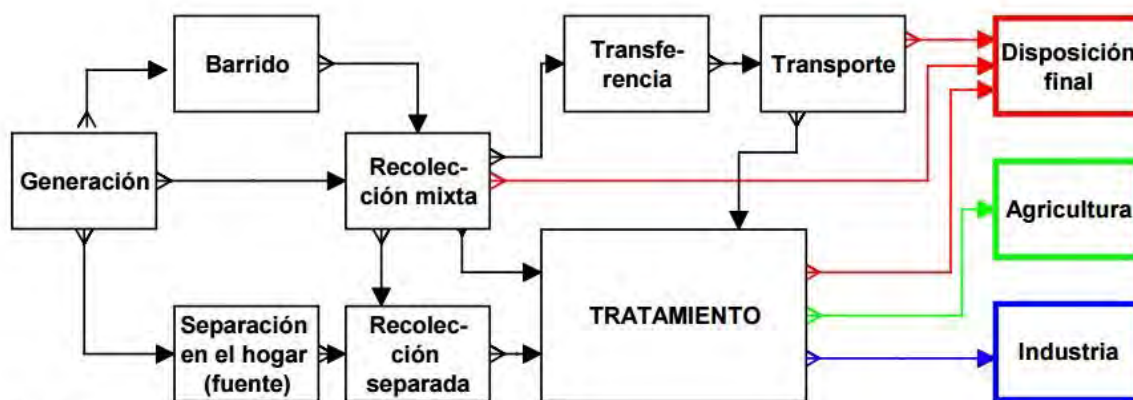 Barrido
Transfe-
rencia
Transporte
Disposición
final
Generación
Recolec-
ción mixta
Agricultura
Separación
en el hogar
(fuente)
Recolec-
ción
separada
TRATAMIENTO
Industria